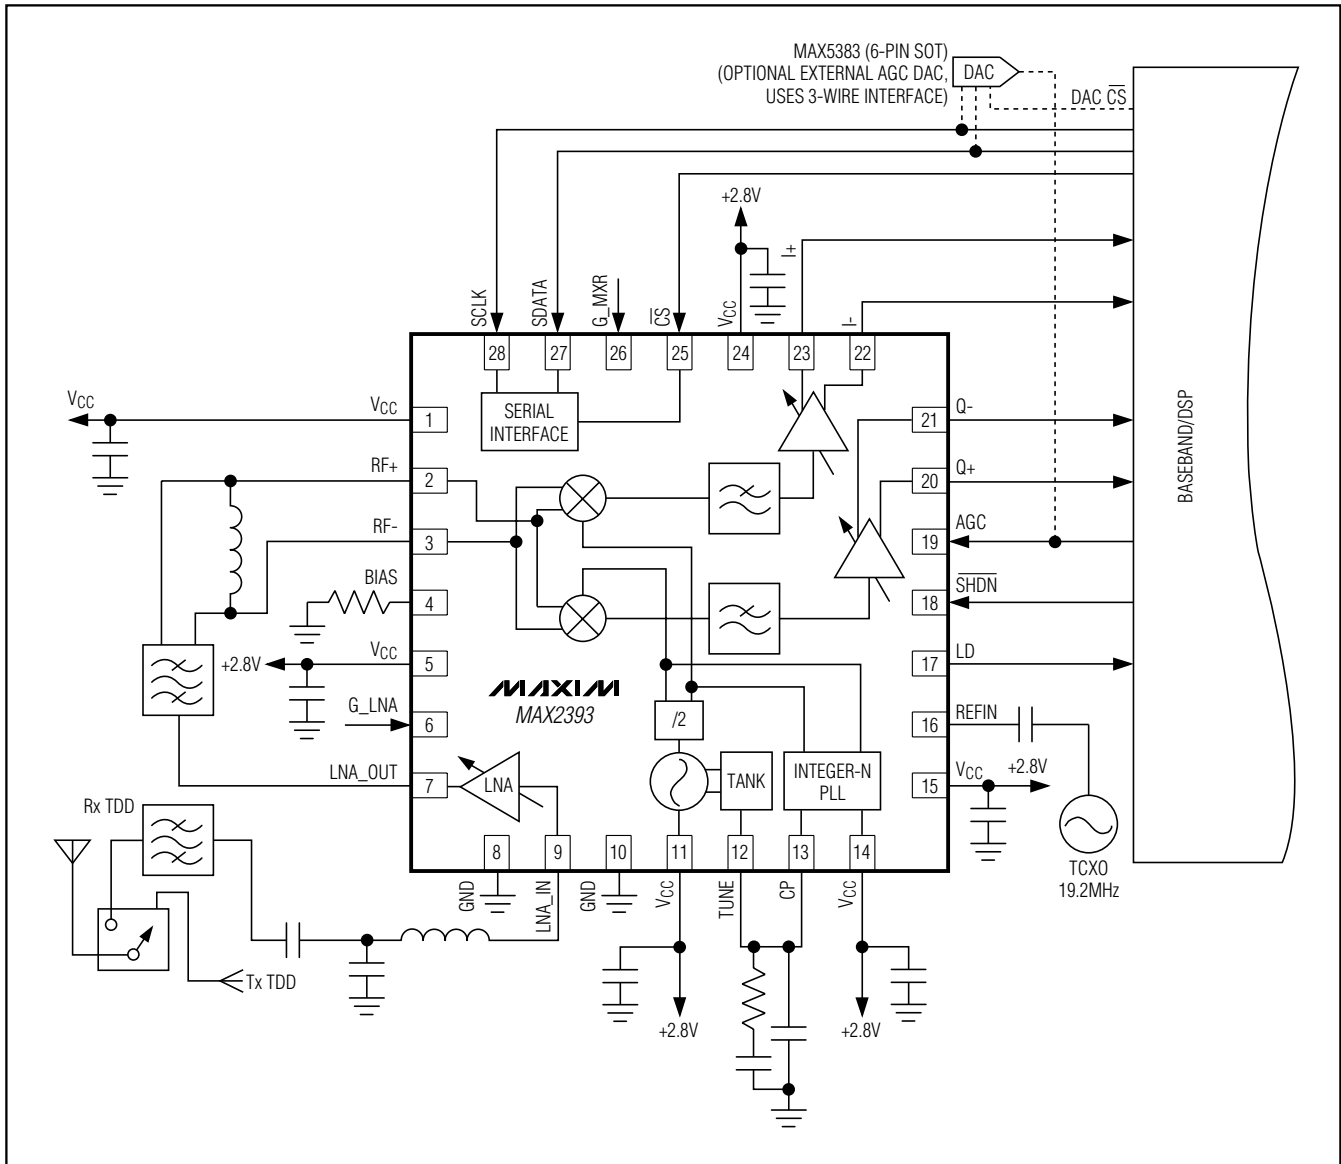 MAX5383 (6-PIN SOT)
(OPTIONAL EXTERNAL AGC DAC,
USES 3-WIRE INTERFACE)
DAC
DAC C̅S̅
+2.8V
SCLK
SDATA
G_MXR
C̅S̅
VCC
I+
I-
28
27
26
25
24
23
22
VCC
VCC
1
SERIAL
INTERFACE
21
Q-
RF+
2
20
Q+
RF-
3
19
AGC
BIAS
4
18
S̅H̅D̅N̅
+2.8V
VCC
5
17
LD
MAXIM
MAX2393
G_LNA
6
/2
16
REFIN
LNA_OUT
7
LNA
TANK
INTEGER-N
PLL
15
VCC
+2.8V
TCXO
19.2MHz
BASEBAND/DSP
Rx TDD
8
9
10
11
12
13
14
GND
LNA_IN
GND
VCC
TUNE
CP
VCC
Tx TDD
+2.8V
+2.8V